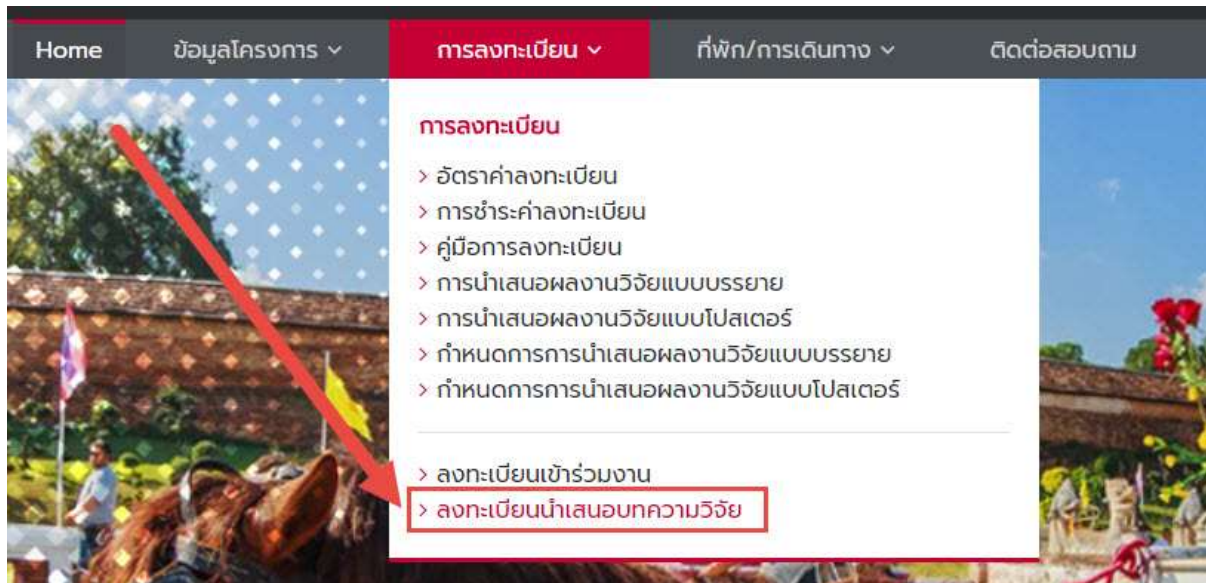 Home ข้อมูลโครงการ การลงทะเบียน ที่พัก/การเดินทาง ติดต่อสอบถาม
การลงทะเบียน
> อัตราค่าลงทะเบียน
> การชำระค่าลงทะเบียน
> คู่มือการลงทะเบียน
> การนำเสนอผลงานวิจัยแบบบรรยาย
> การนำเสนอผลงานวิจัยแบบโปสเตอร์
> กำหนดการการนำเสนอผลงานวิจัยแบบบรรยาย
> กำหนดการการนำเสนอผลงานวิจัยแบบโปสเตอร์
> ลงทะเบียนเข้าร่วมงาน
> ลงทะเบียนนำเสนอบทความวิจัย